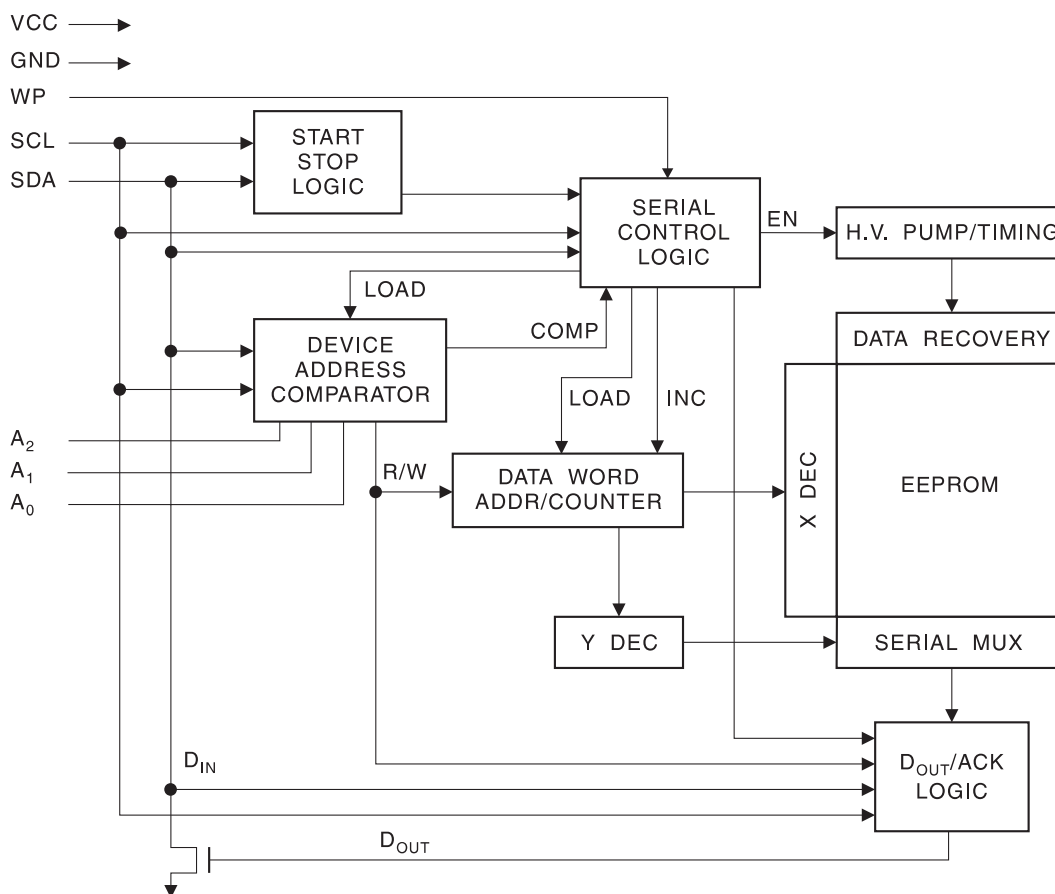 VCC
GND
WP
SCL
SDA
START
STOP
LOGIC
SERIAL
CONTROL
LOGIC
EN
H.V. PUMP/TIMING
LOAD
COMP
DEVICE
ADDRESS
COMPARATOR
DATA RECOVERY
LOAD
INC
A2
A1
A0
R/W
DATA WORD
ADDR/COUNTER
X DEC
EEPROM
Y DEC
SERIAL MUX
DIN
DOUT/ACK
LOGIC
DOUT